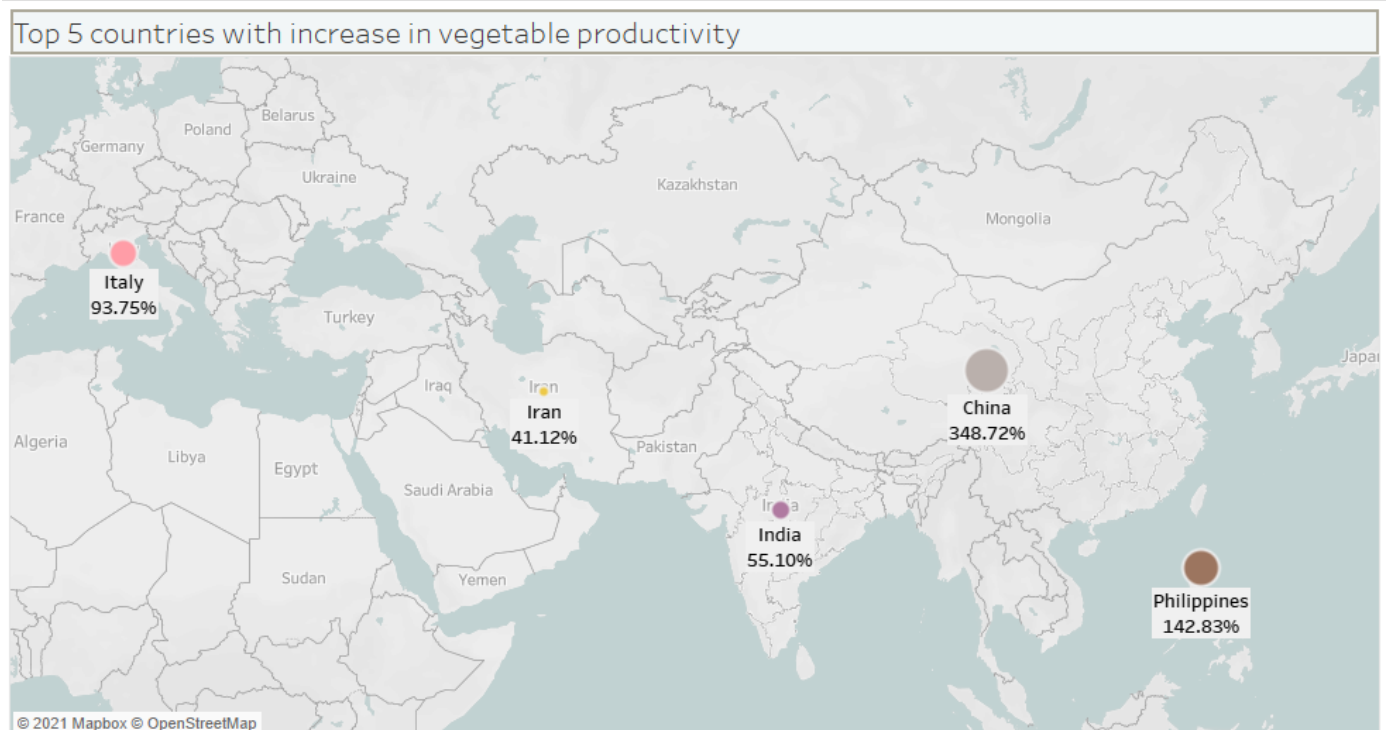 Top 5 countries with increase in vegetable productivity
Belarus
Poland
Germany
Ukraine
Kazakhstan
France
Mongolia
Italy
93.75%
Turkey
Japa
Iraq
Iran
Iran
41.12%
China
348.72%
Algeria
Libya
Egypt
Pakistan
Saudi Arabia
India
India
55.10%
Sudan
Yemen
Philippines
142.83%
© 2021 Mapbox © OpenStreetMap